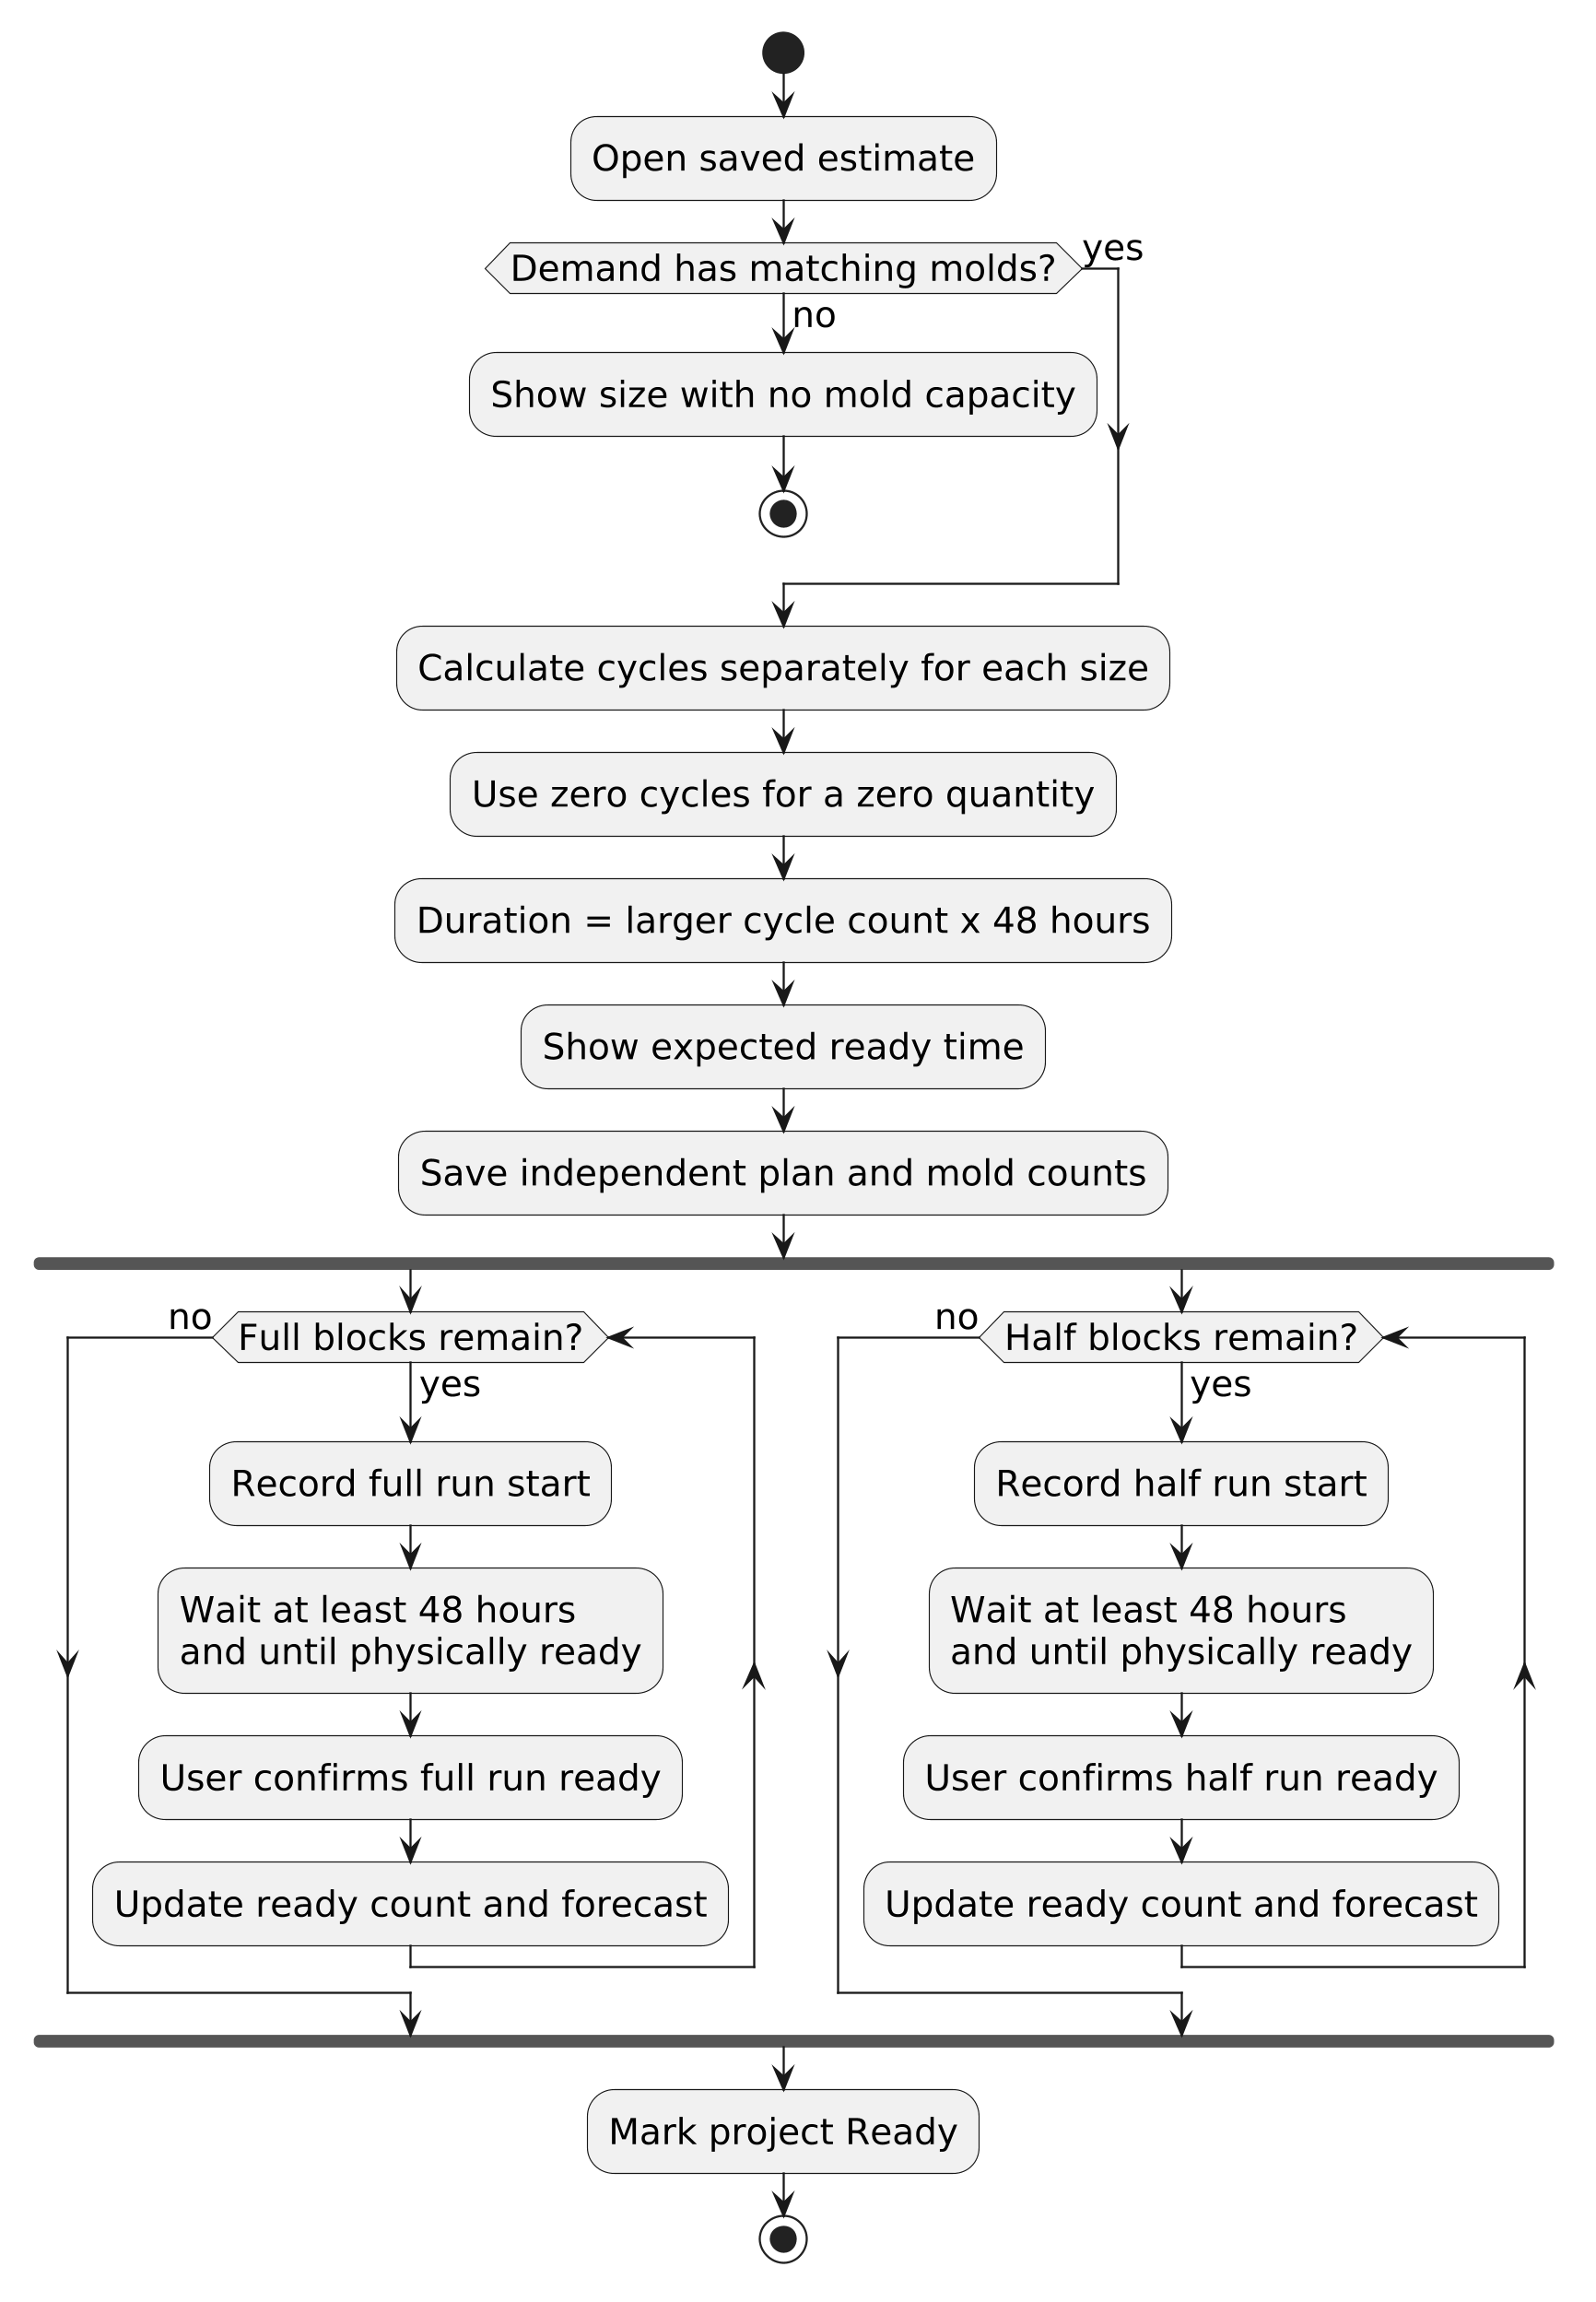 Open saved estimate
Demand has matching molds?
yes
no
Show size with no mold capacity
Calculate cycles separately for each size
Use zero cycles for a zero quantity
Duration = larger cycle count x 48 hours
Show expected ready time
Save independent plan and mold counts
no
Full blocks remain?
yes
Record full run start
Wait at least 48 hours
and until physically ready
User confirms full run ready
Update ready count and forecast
no
Half blocks remain?
yes
Record half run start
Wait at least 48 hours
and until physically ready
User confirms half run ready
Update ready count and forecast
Mark project Ready